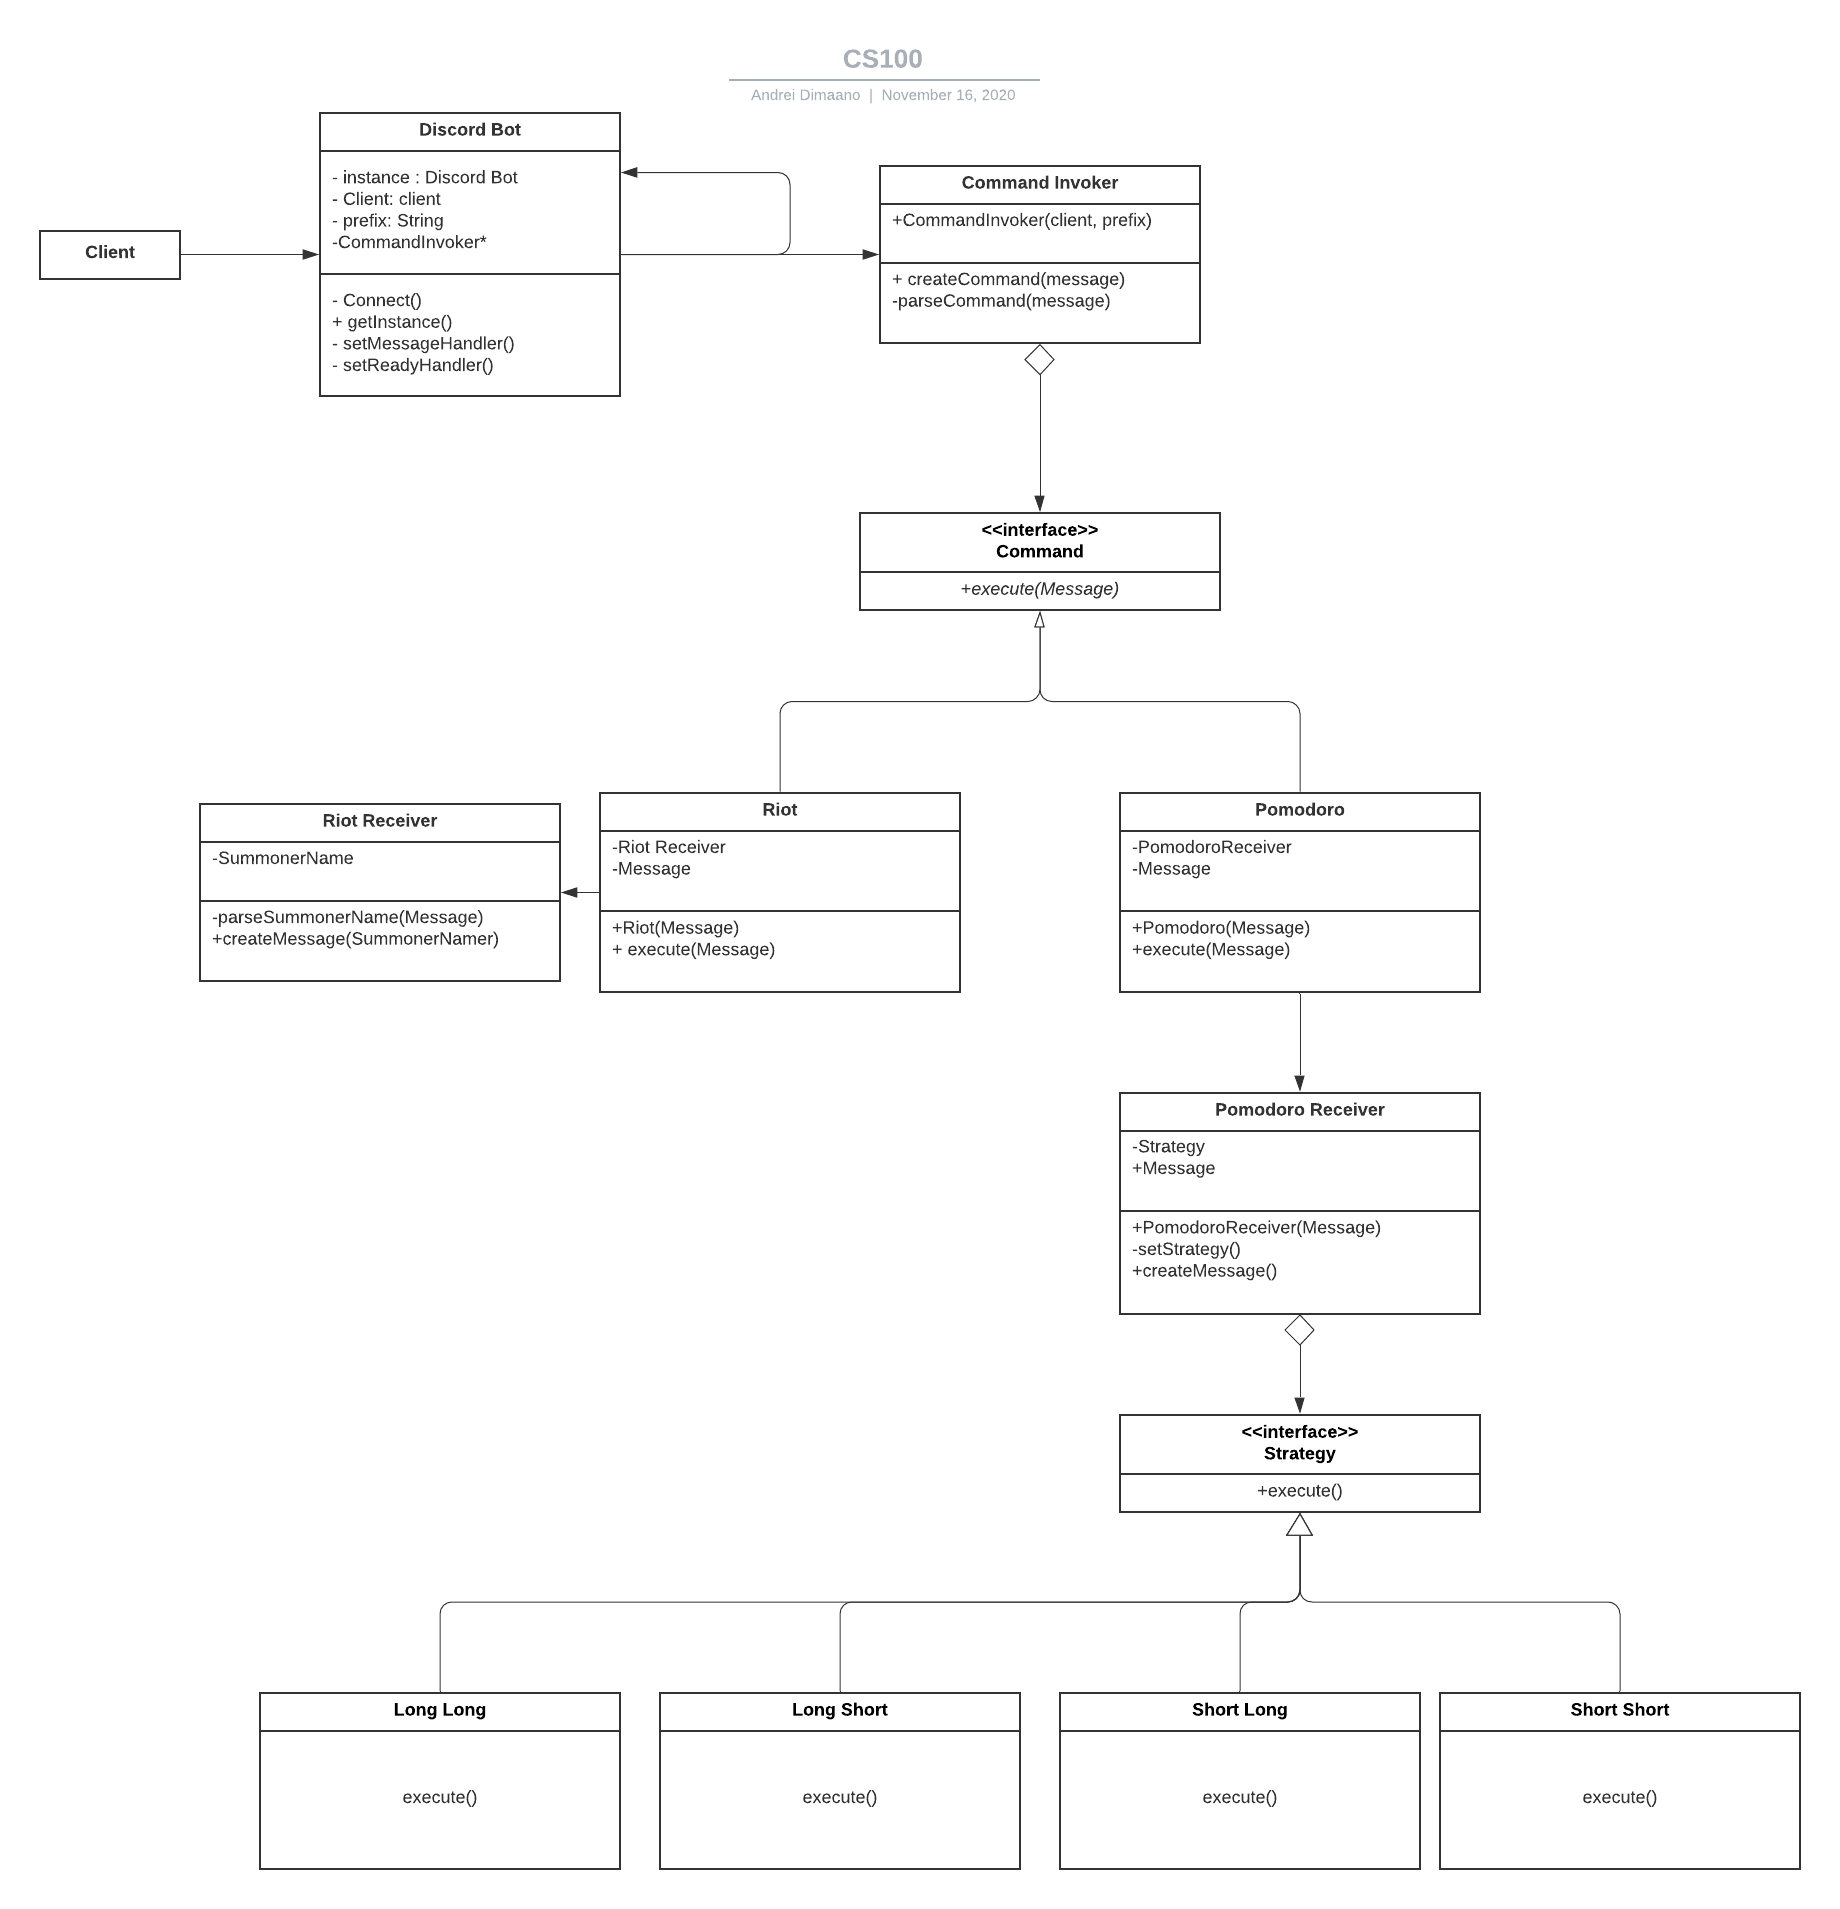 CS100
Andrei Dimaano | November 16, 2020
Discord Bot
- instance : Discord Bot
- Client: client
- prefix: String
-CommandInvoker*
- Connect()
+ getInstance()
- setMessageHandler()
- setReadyHandler()
Client
Command Invoker
+CommandInvoker(client, prefix)
+ createCommand(message)
-parseCommand(message)
<<interface>>
Command
+execute(Message)
Riot Receiver
-SummonerName
-parseSummonerName(Message)
+createMessage(SummonerNamer)
Riot
-Riot Receiver
-Message
+Riot(Message)
+ execute(Message)
Pomodoro
-PomodoroReceiver
-Message
+Pomodoro(Message)
+execute(Message)
Pomodoro Receiver
-Strategy
+Message
+PomodoroReceiver(Message)
-setStrategy()
+createMessage()
<<interface>>
Strategy
+execute()
Long Long
execute()
Long Short
execute()
Short Long
execute()
Short Short
execute()